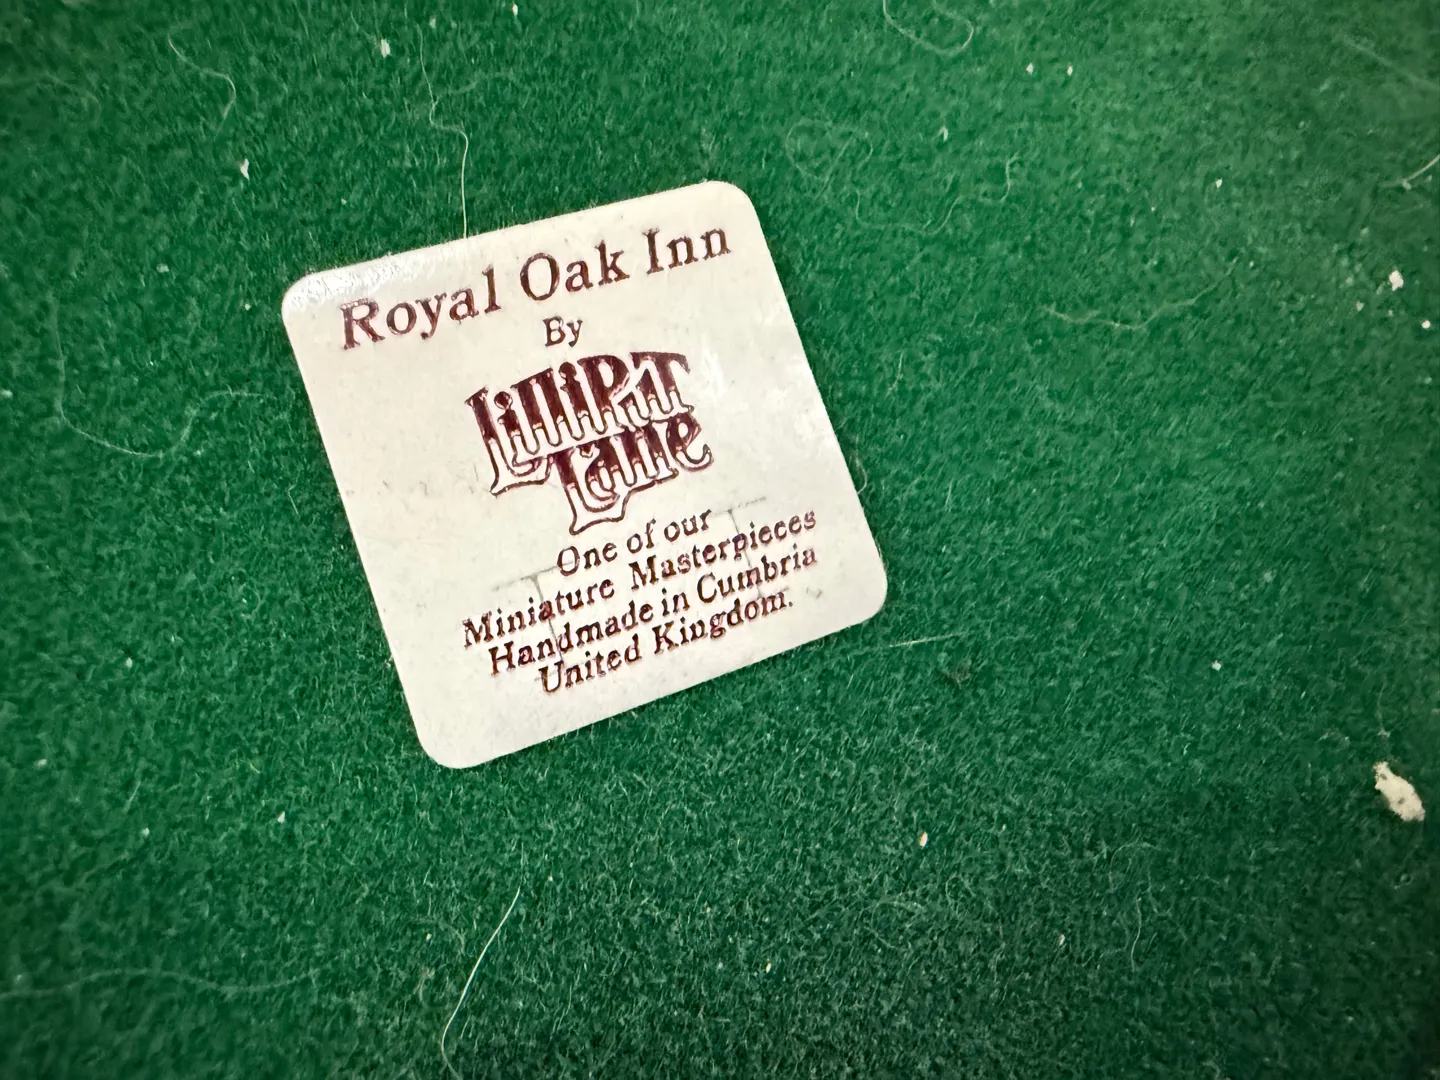 Royal Oak Inn
By
LilliPuT
Lane
One of our
Miniature Masterpieces
Handmade in Cumbria
United Kingdom.